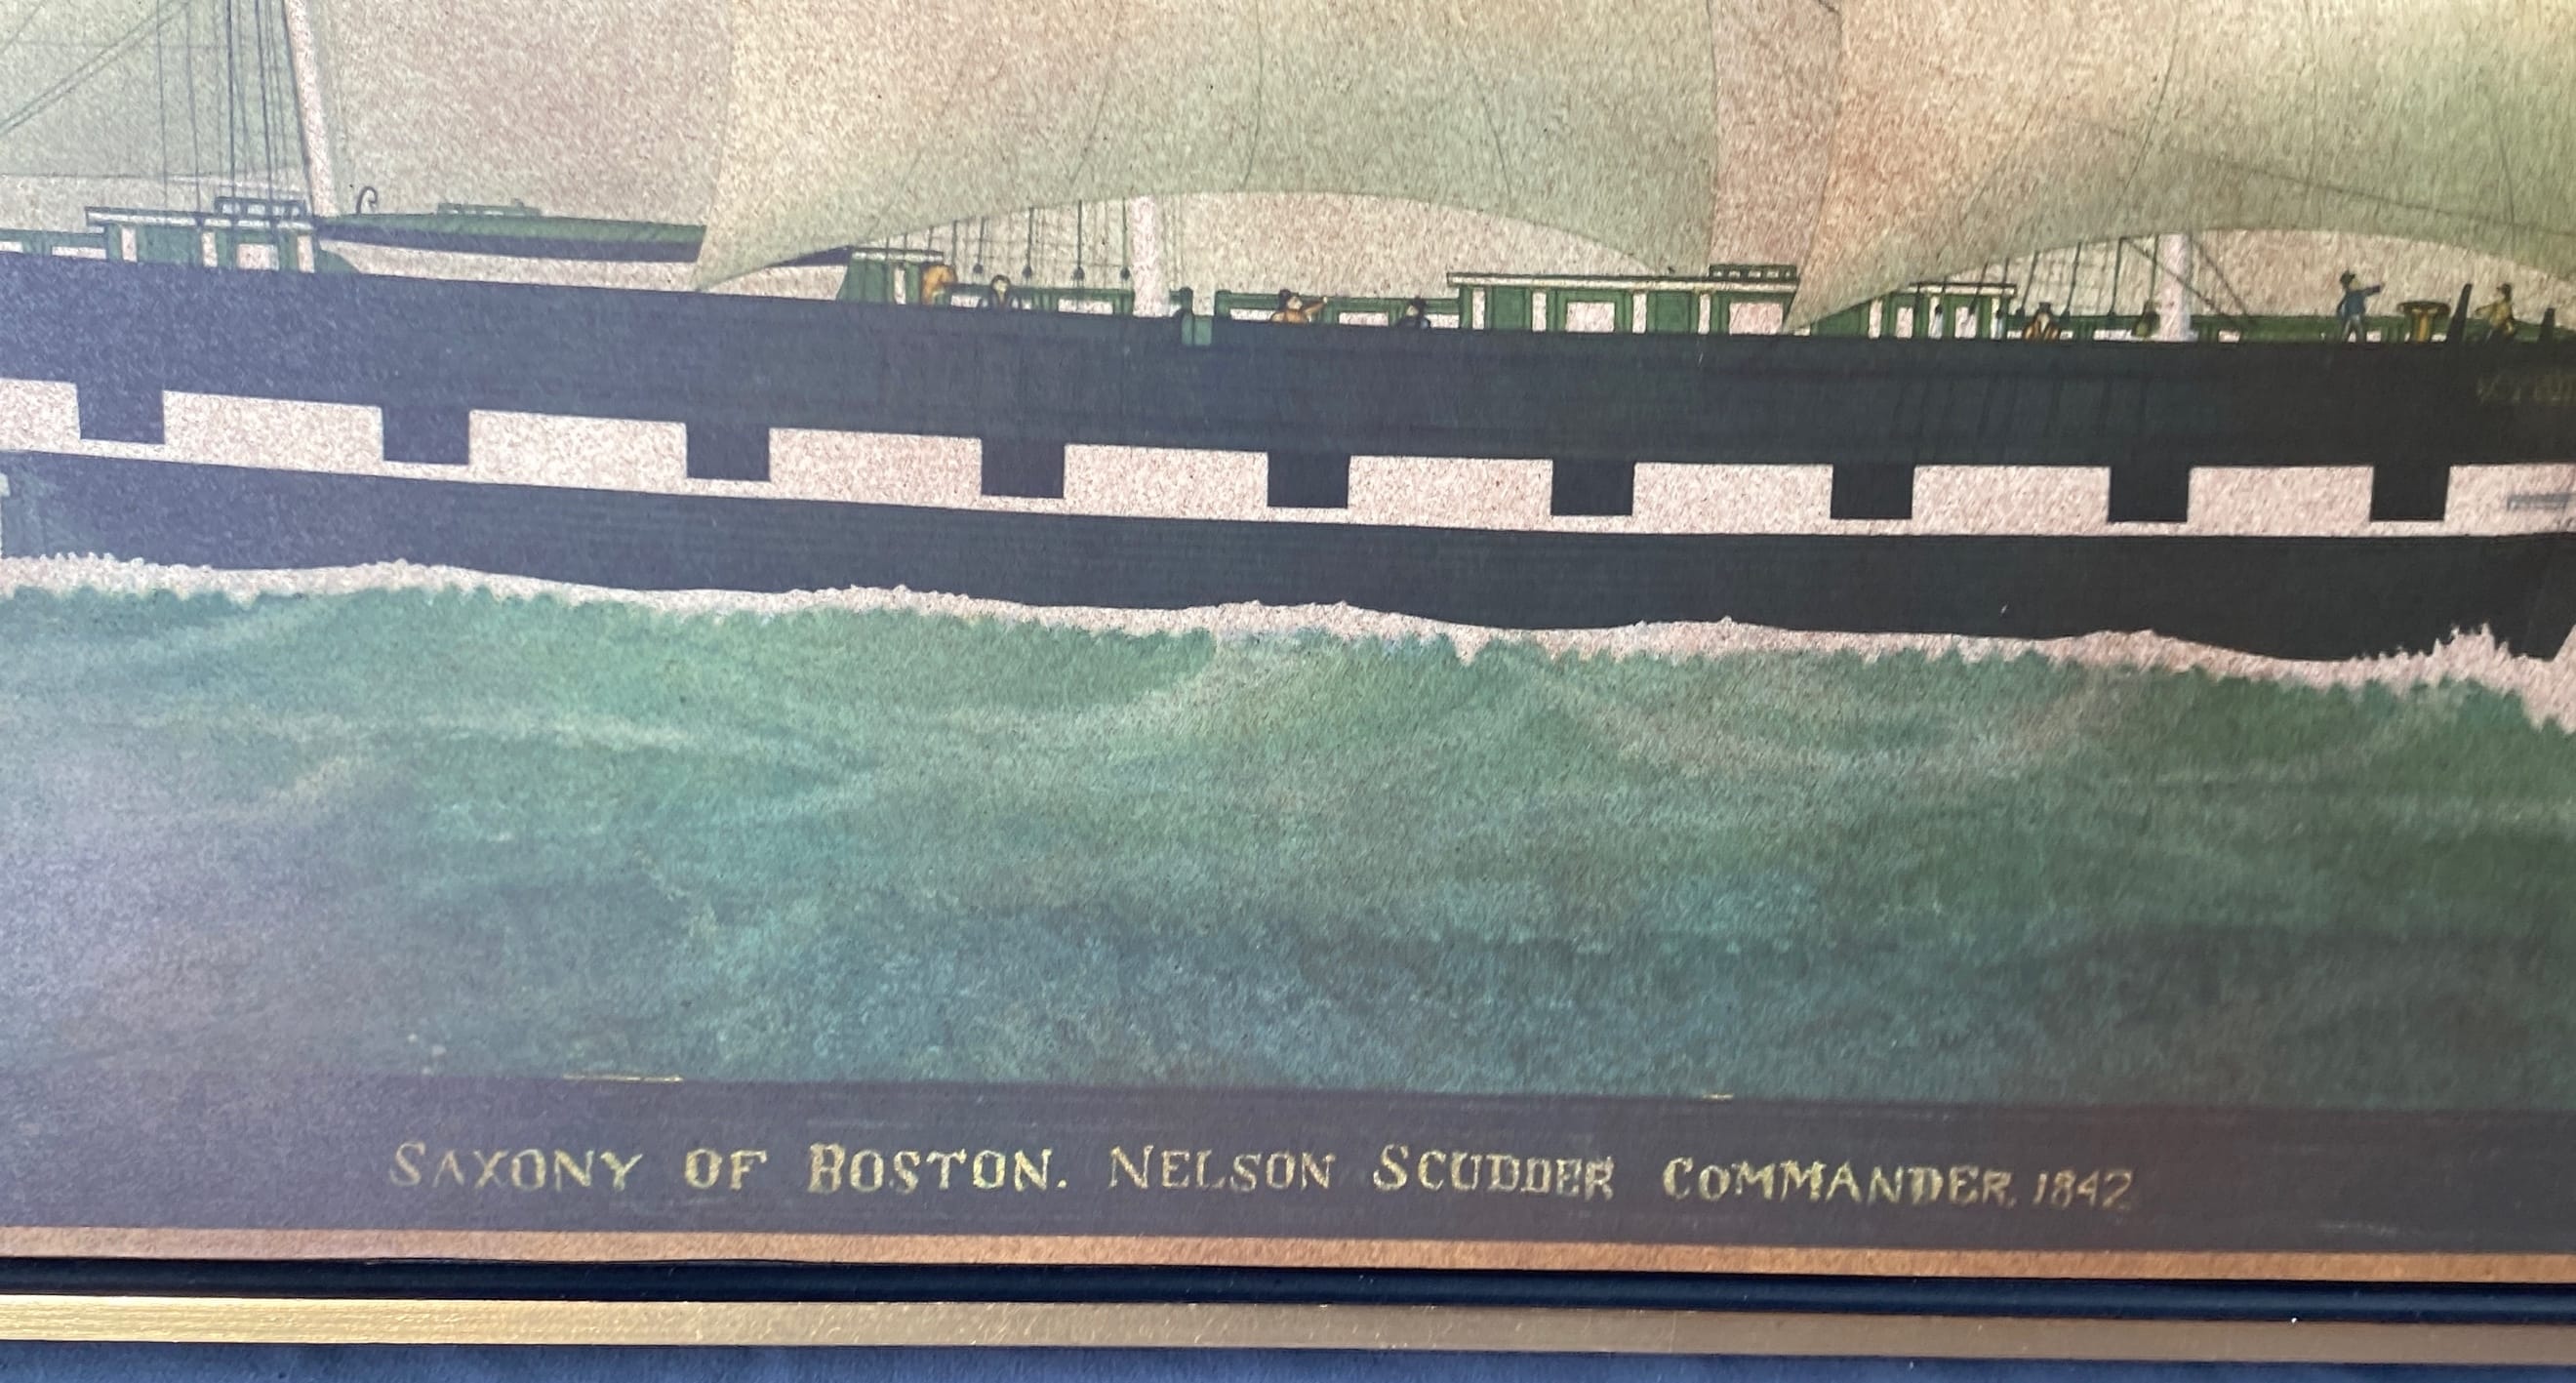 SAXONY OF BOSTON. NELSON SCUDDER COMMANDER. 1842